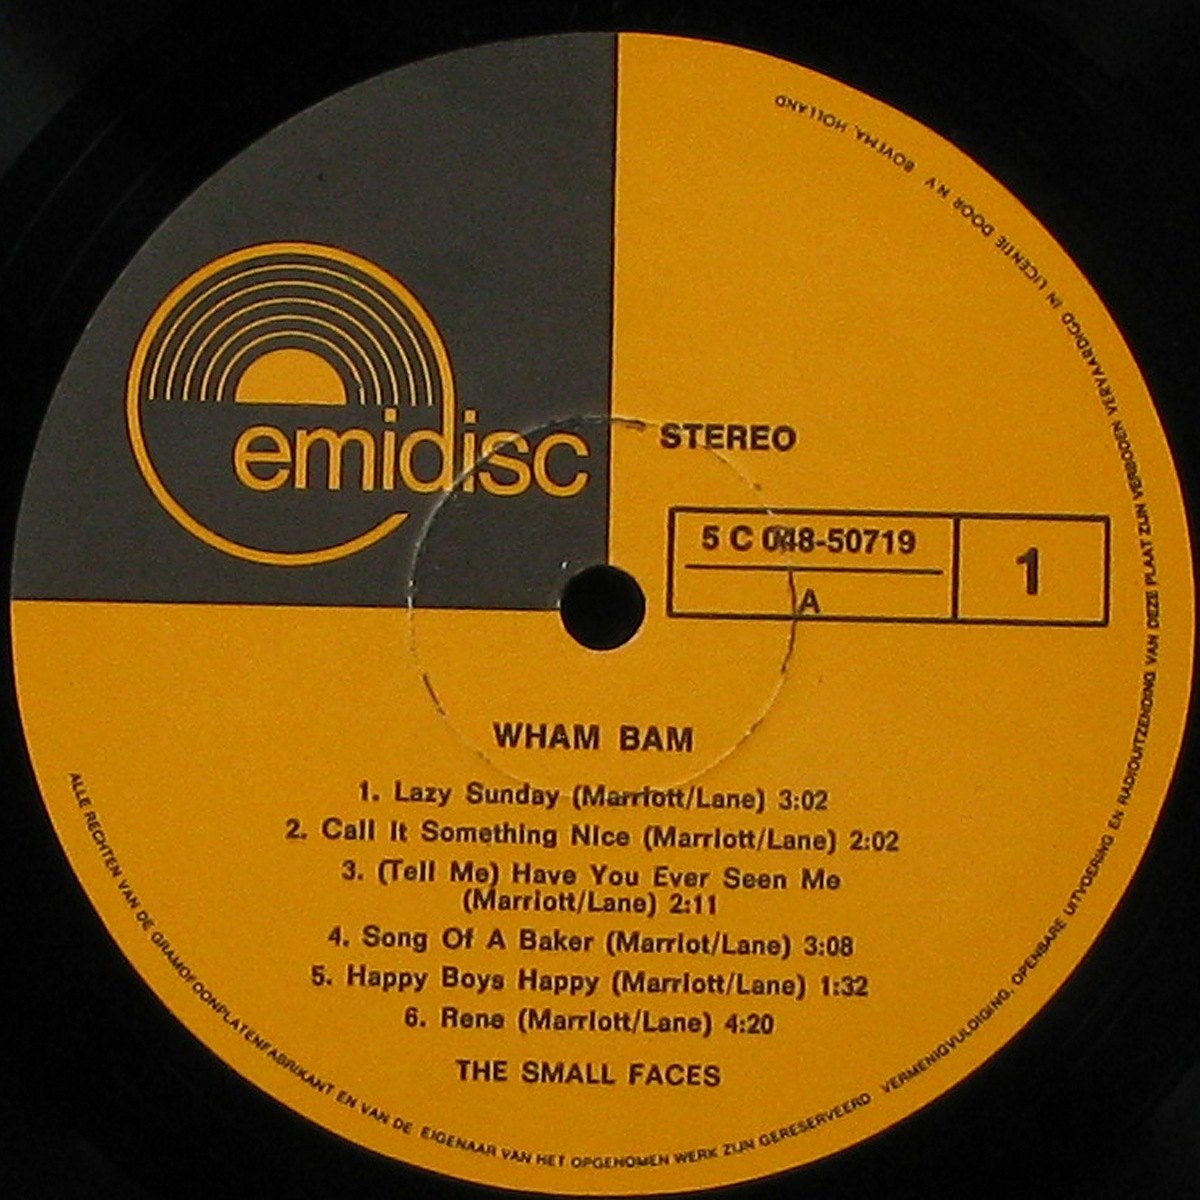 emidisc
STEREO
5 C 048-50719
A
1
WHAM BAM
1. Lazy Sunday (Marriott/Lane) 3:02
2. Call It Something Nice (Marriott/Lane) 2:02
3. (Tell Me) Have You Ever Seen Me
(Marriott/Lane) 2:11
4. Song Of A Baker (Marriot/Lane) 3:08
5. Happy Boys Happy (Marriott/Lane) 1:32
6. Rene (Marriott/Lane) 4:20
THE SMALL FACES
ALLE RECHTEN VAN DE GRAMOFOONPLATENFABRIKANT EN VAN DE EIGENAAR VAN HET OPGENOMEN WERK ZIJN GERESERVEERD VERMENIGVULDIGING, OPENBARE UITVOERING EN RADIOUITZENDING VAN DEZE PLAAT ZIJN VERBODEN VERVAARDIGD IN LICENTIE DOOR N.V. BOVEMA, HOLLAND